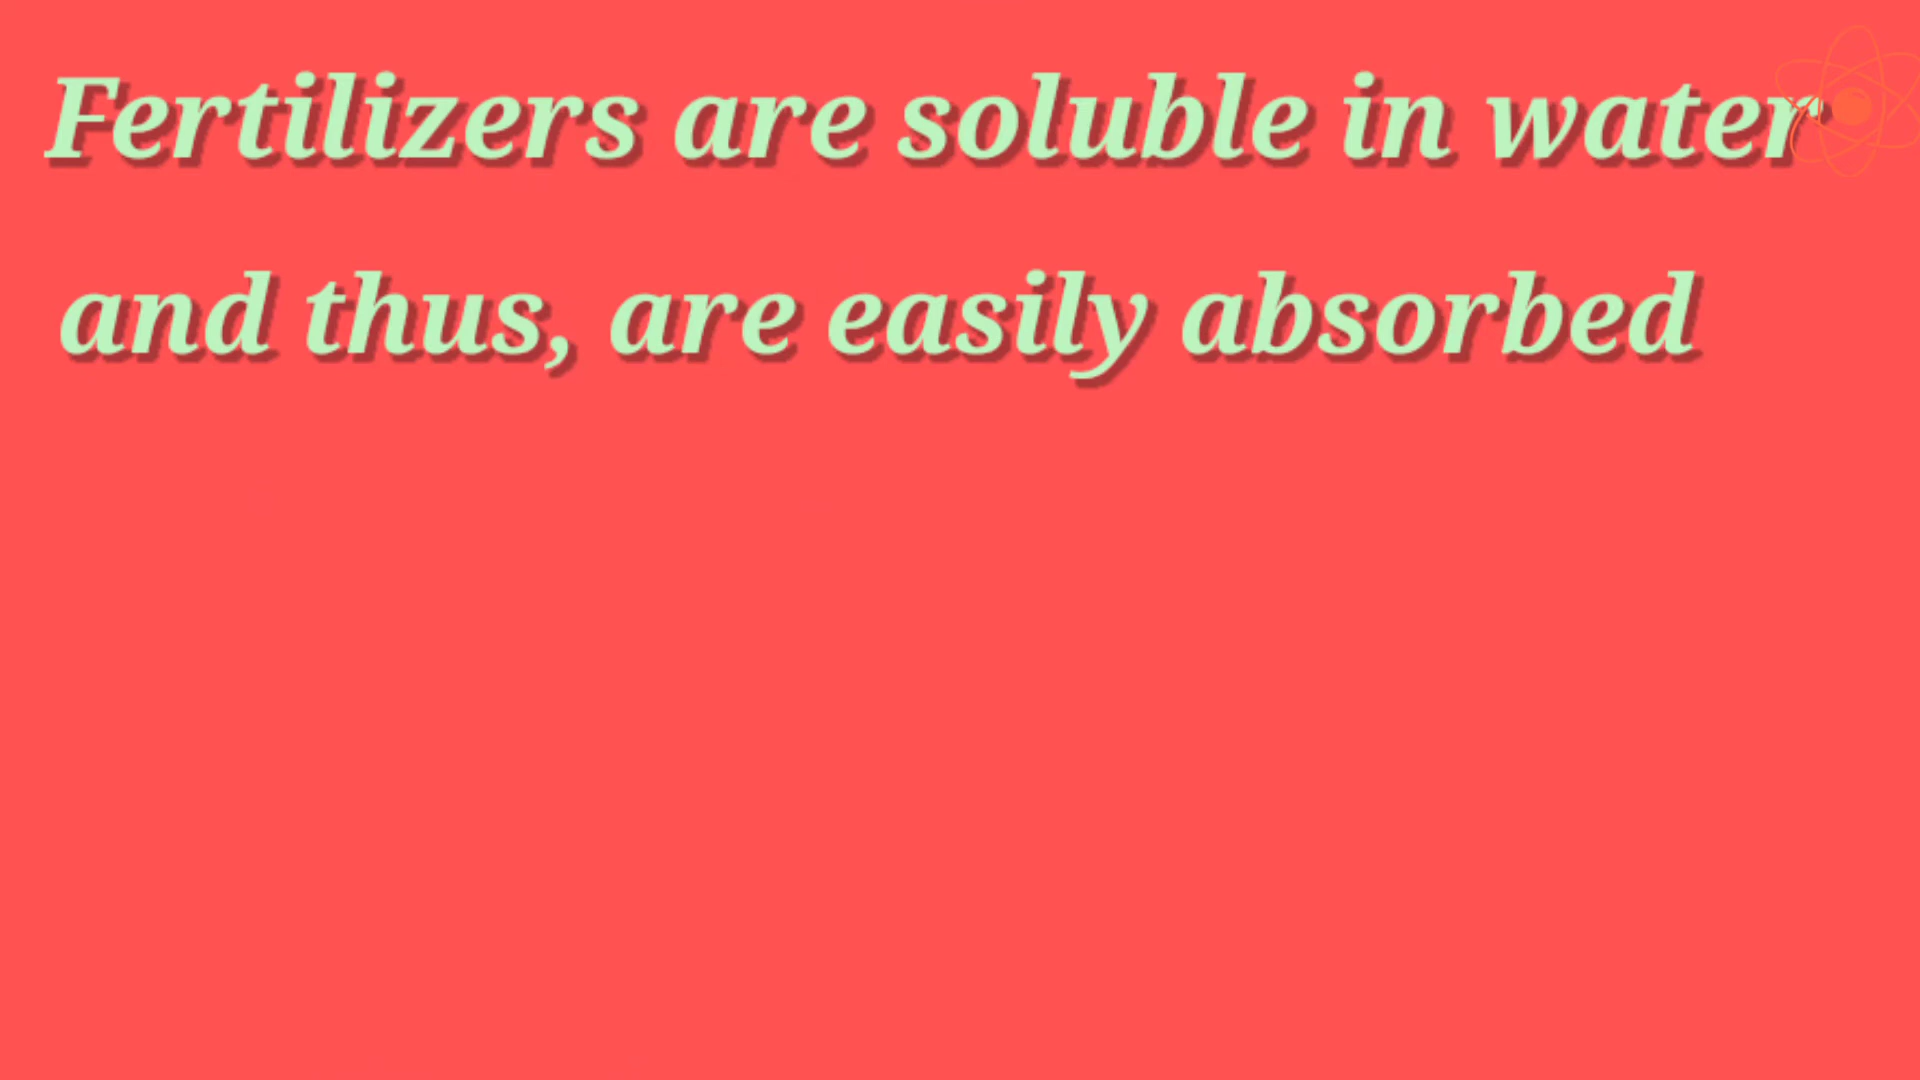 Fertilizers are soluble in water
and thus, are easily absorbed